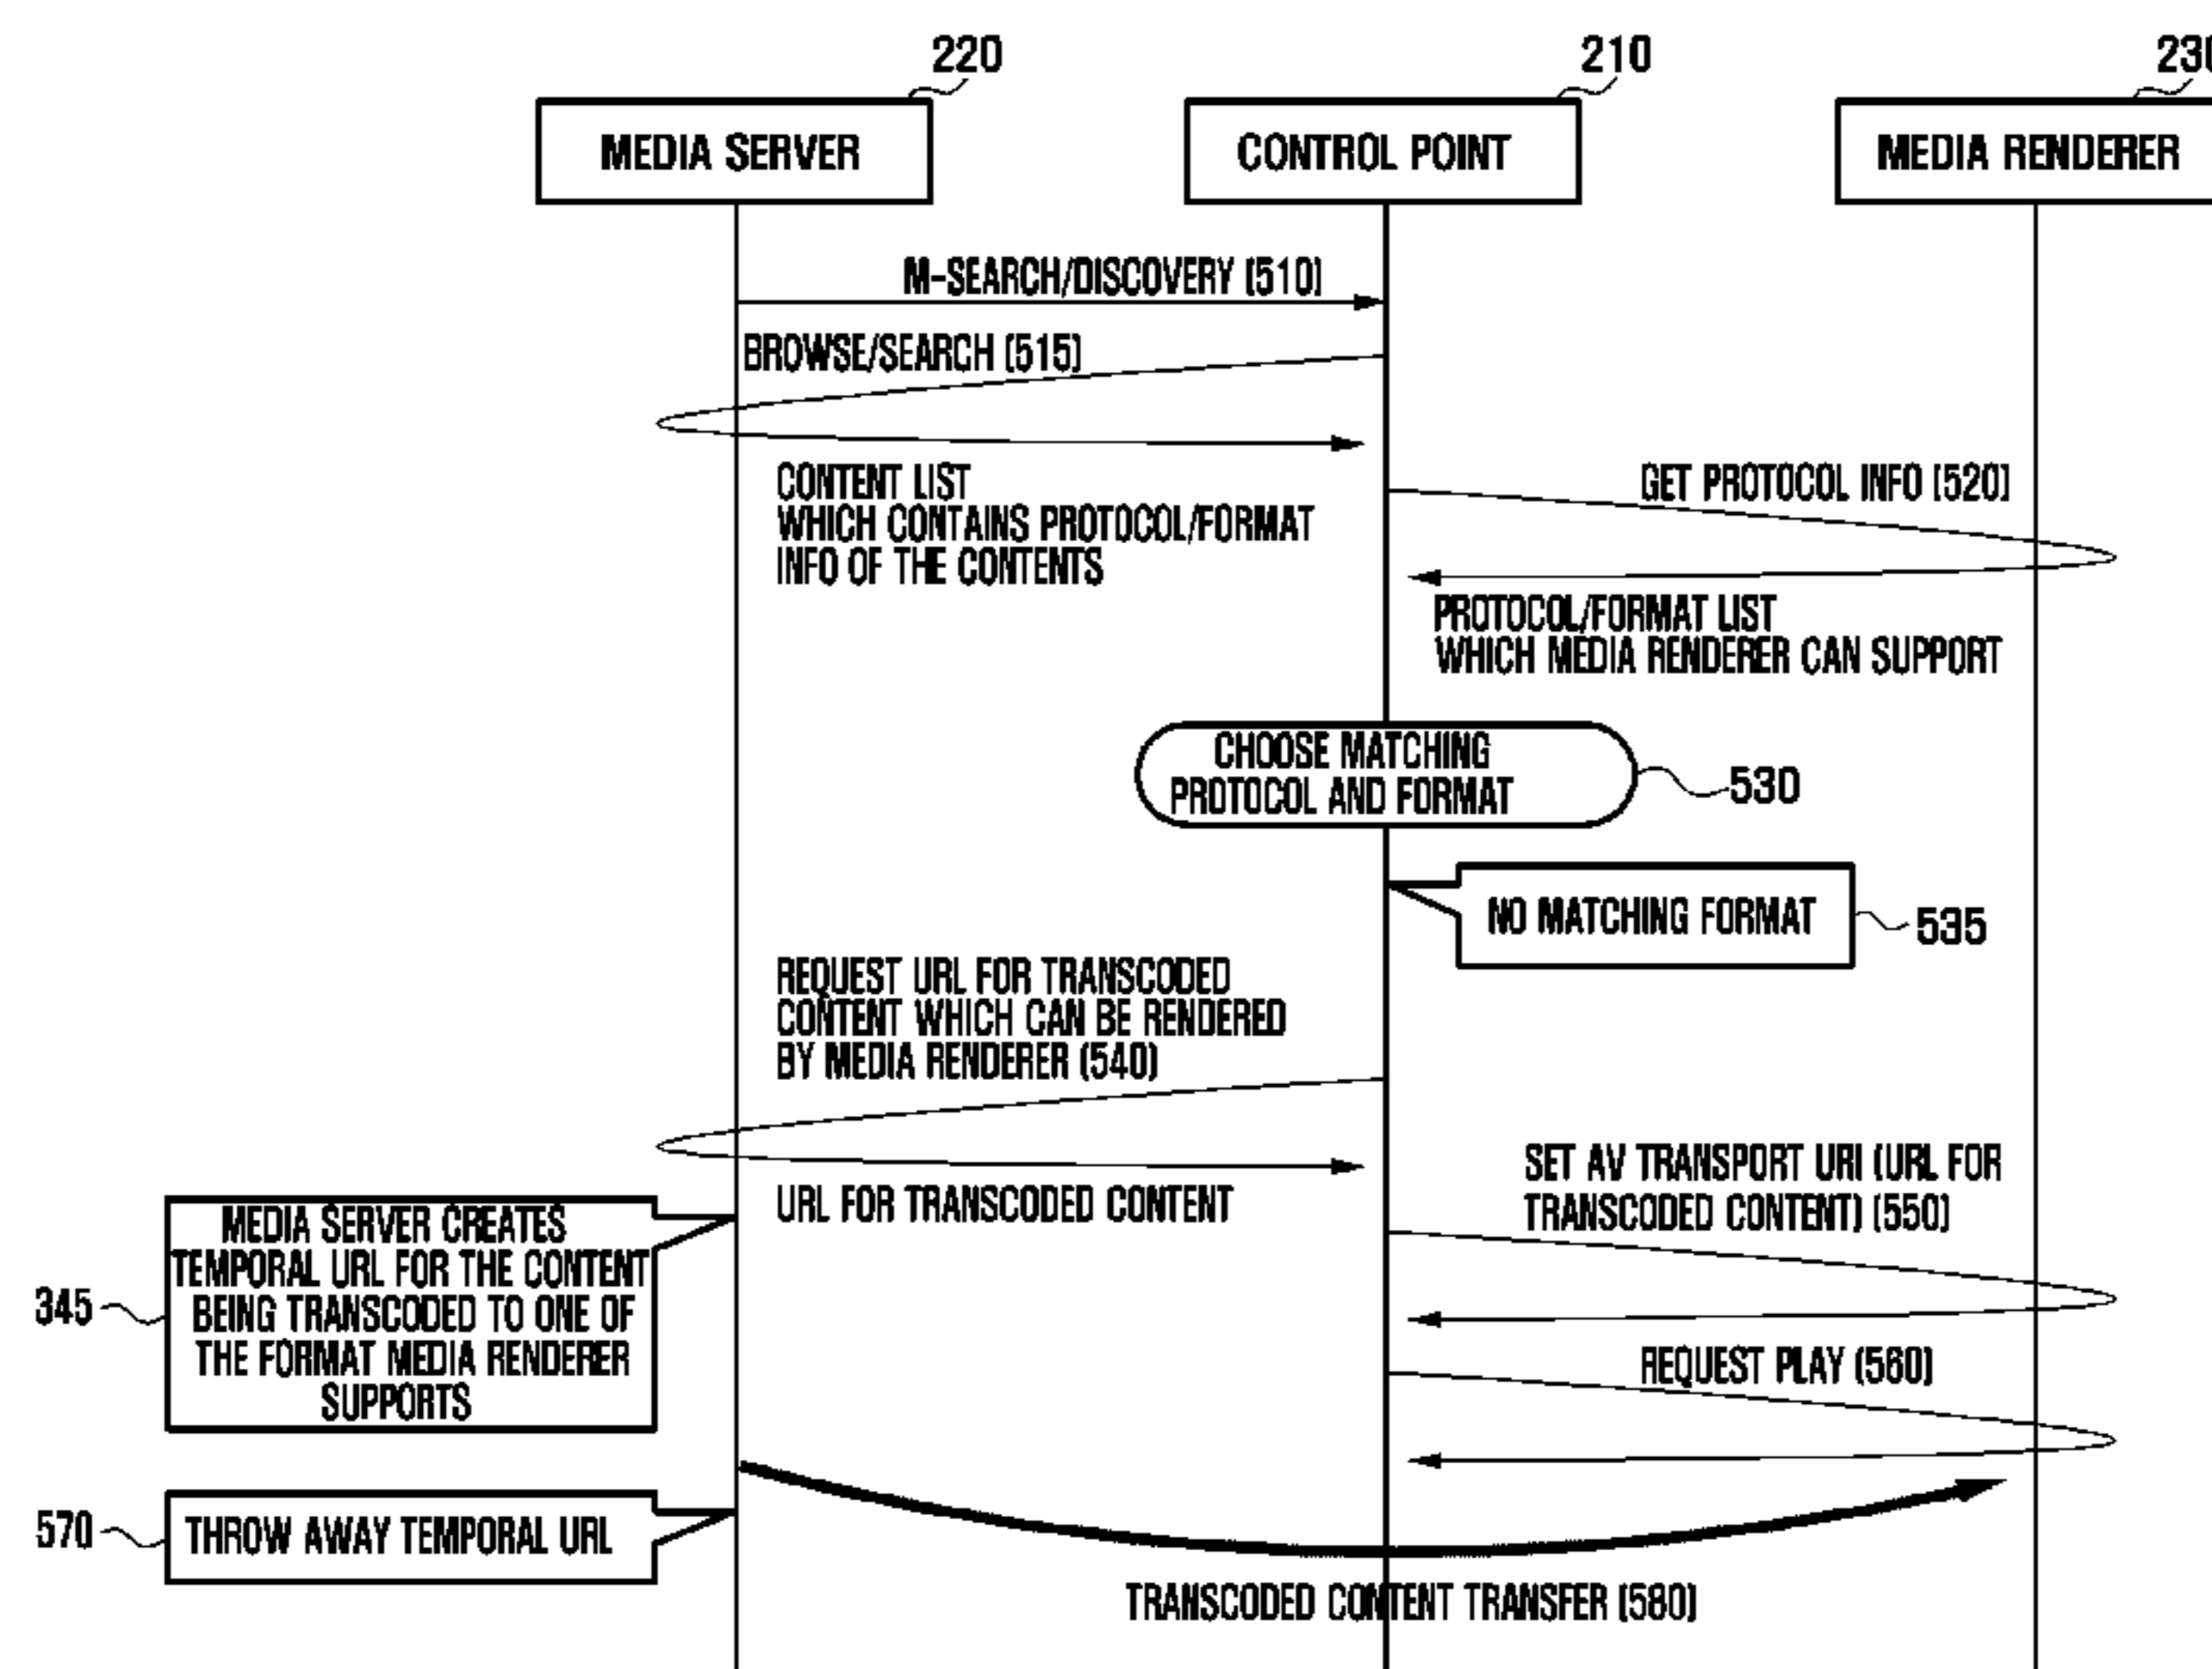 220
210
230
MEDIA SERVER
CONTROL POINT
MEDIA RENDERER
M-SEARCH/DISCOVERY (510)
BROWSE/SEARCH (515)
CONTENT LIST
WHICH CONTAINS PROTOCOL/FORMAT
INFO OF THE CONTENTS
GET PROTOCOL INFO (520)
PROTOCOL/FORMAT LIST
WHICH MEDIA RENDERER CAN SUPPORT
CHOOSE MATCHING
PROTOCOL AND FORMAT
530
NO MATCHING FORMAT
535
REQUEST URL FOR TRANSCODED
CONTENT WHICH CAN BE RENDERED
BY MEDIA RENDERER (540)
URL FOR TRANSCODED CONTENT
SET AV TRANSPORT URI (URL FOR
TRANSCODED CONTENT) (550)
MEDIA SERVER CREATES
TEMPORAL URL FOR THE CONTENT
BEING TRANSCODED TO ONE OF
THE FORMAT MEDIA RENDERER
SUPPORTS
345
REQUEST PLAY (560)
570
THROW AWAY TEMPORAL URL
TRANSCODED CONTENT TRANSFER (580)